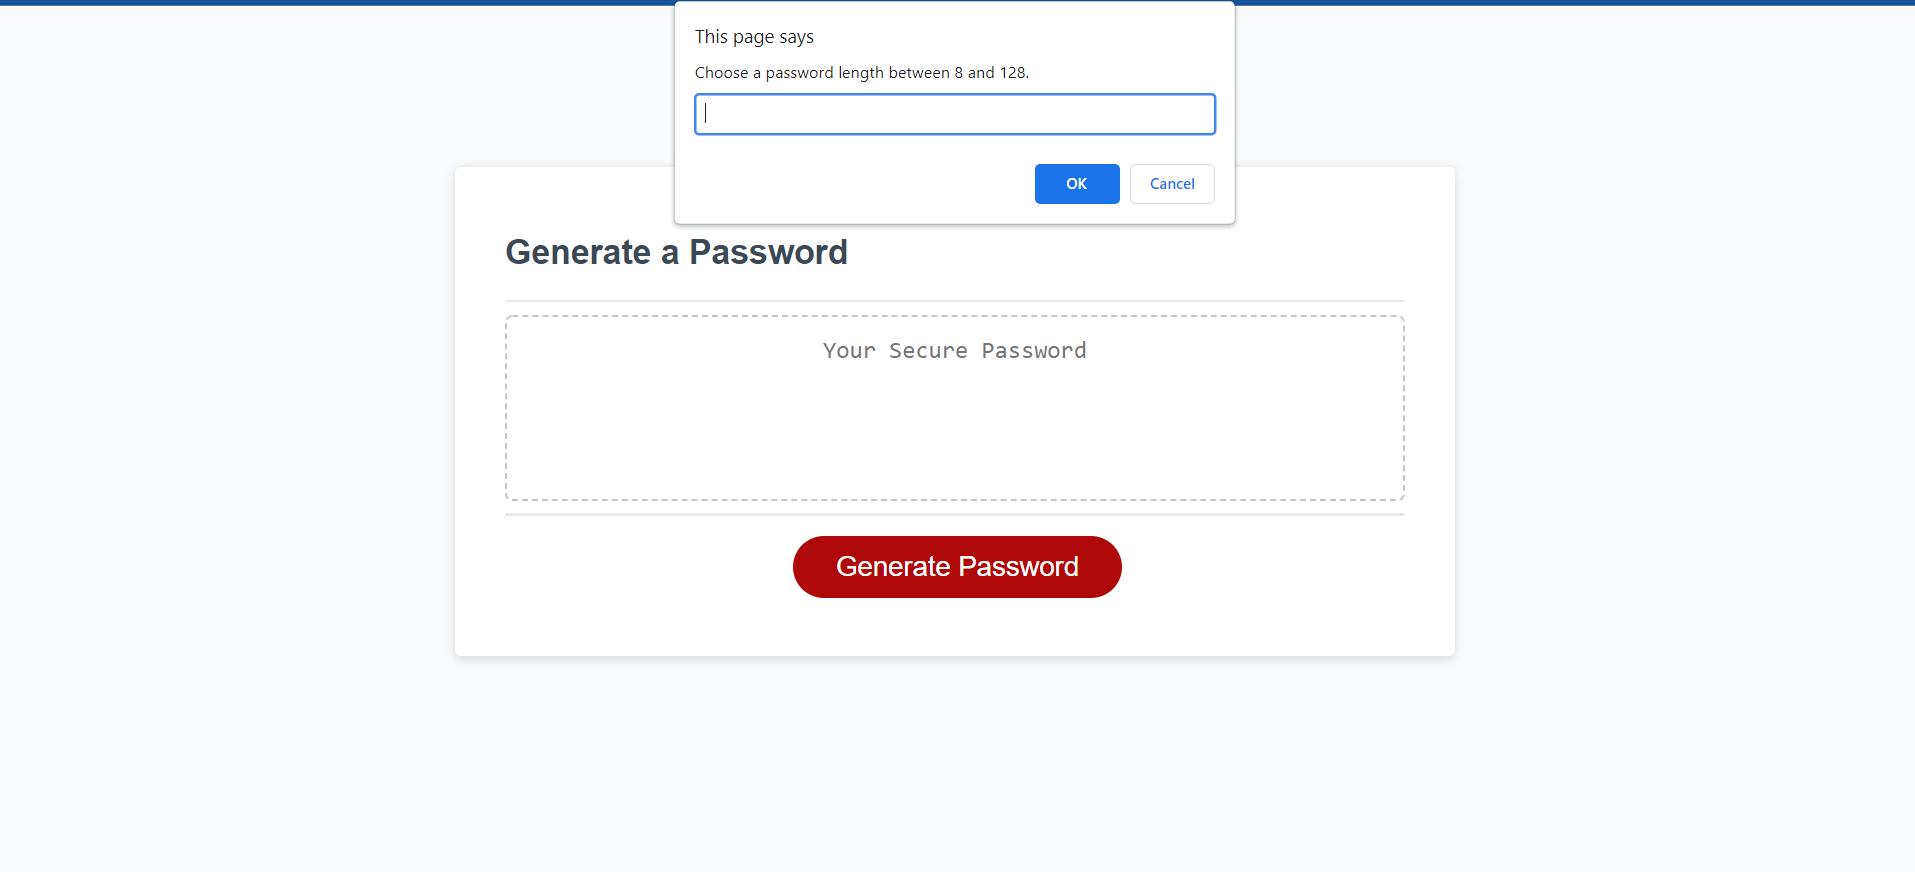 This page says
Choose a password length between 8 and 128.
OK
Cancel
Generate a Password
Your Secure Password
Generate Password